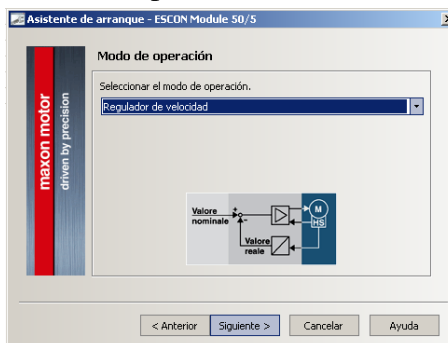 Asistente de arranque - ESCON Module 50/5
Modo de operación
Seleccionar el modo de operación.
Regulador de velocidad
maxon motor
driven by precision
Valore
nominale
+
-
M
HS
Valore
reale
< Anterior
Siguiente >
Cancelar
Ayuda